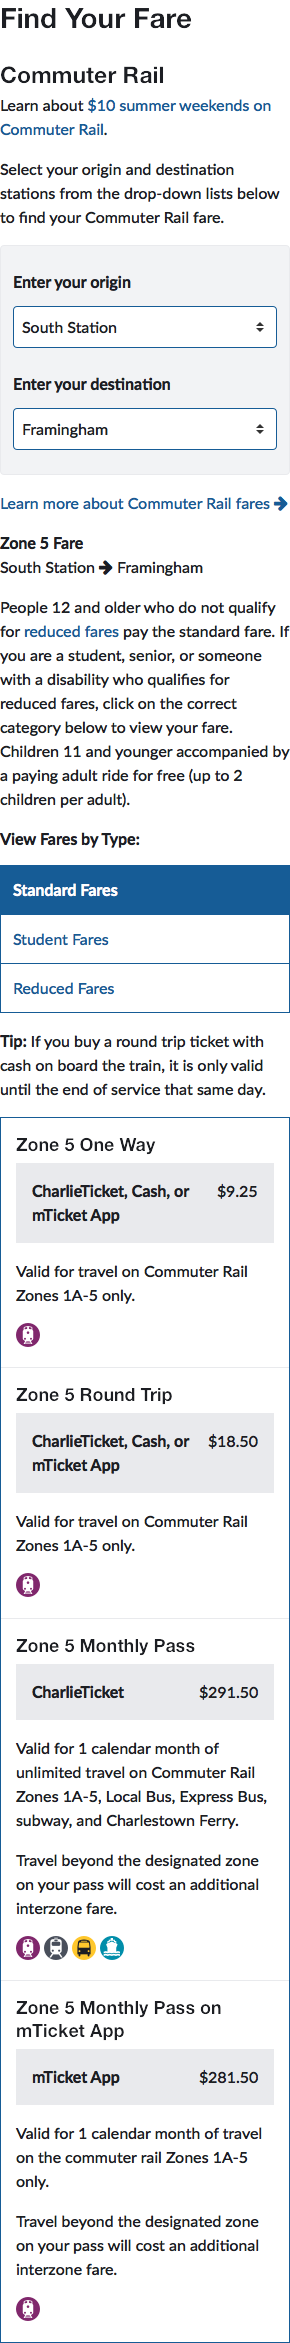 Find Your Fare
Commuter Rail
Learn about $10 summer weekends on
Commuter Rail.
Select your origin and destination
stations from the drop-down lists below
to find your Commuter Rail fare.
Enter your origin
South Station
Enter your destination
Framingham
Learn more about Commuter Rail fares
Zone 5 Fare
South Station → Framingham
People 12 and older who do not qualify
for reduced fares pay the standard fare. If
you are a student, senior, or someone
with a disability who qualifies for
reduced fares, click on the correct
category below to view your fare.
Children 11 and younger accompanied by
a paying adult ride for free (up to 2
children per adult).
View Fares by Type:
Standard Fares
Student Fares
Reduced Fares
Tip: If you buy a round trip ticket with
cash on board the train, it is only valid
until the end of service that same day.
Zone 5 One Way
CharlieTicket, Cash, or $9.25
mTicket App
Valid for travel on Commuter Rail
Zones 1A-5 only.
Zone 5 Round Trip
CharlieTicket, Cash, or $18.50
mTicket App
Valid for travel on Commuter Rail
Zones 1A-5 only.
Zone 5 Monthly Pass
CharlieTicket $291.50
Valid for 1 calendar month of
unlimited travel on Commuter Rail
Zones 1A-5, Local Bus, Express Bus,
subway, and Charlestown Ferry.
Travel beyond the designated zone
on your pass will cost an additional
interzone fare.
Zone 5 Monthly Pass on
mTicket App
mTicket App $281.50
Valid for 1 calendar month of travel
on the commuter rail Zones 1A-5
only.
Travel beyond the designated zone
on your pass will cost an additional
interzone fare.